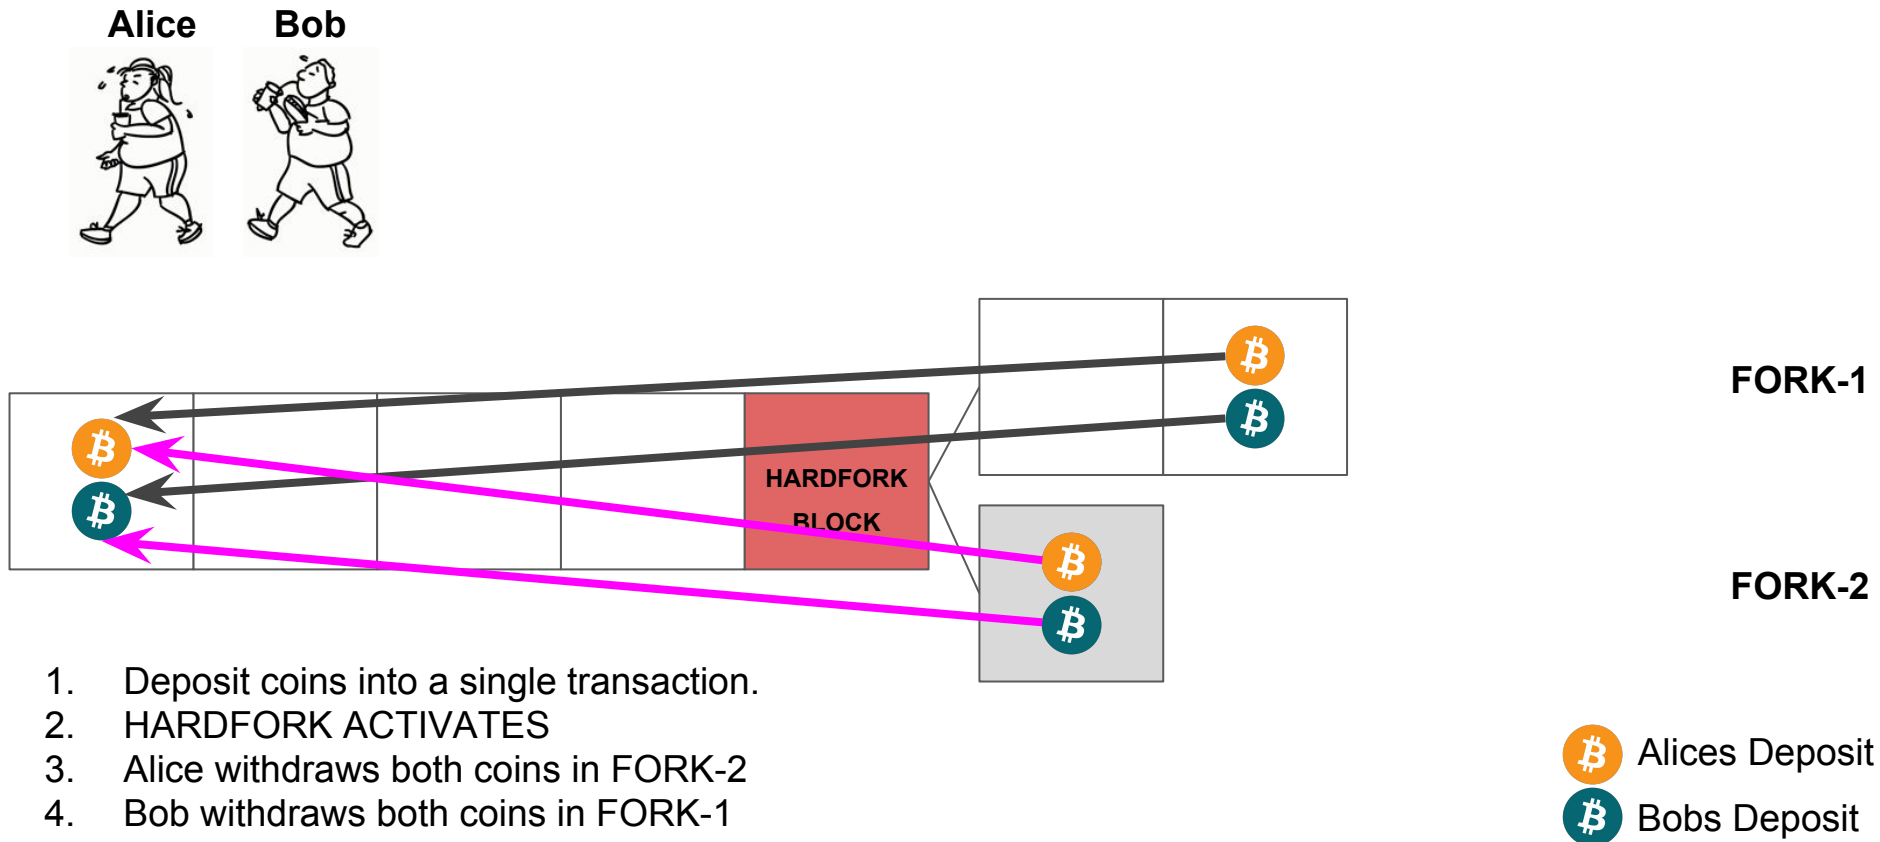 Alice Bob
FORK-1
HARDFORK
BLOCK
FORK-2
1. Deposit coins into a single transaction.
2. HARDFORK ACTIVATES
3. Alice withdraws both coins in FORK-2
4. Bob withdraws both coins in FORK-1
Alices Deposit
Bobs Deposit